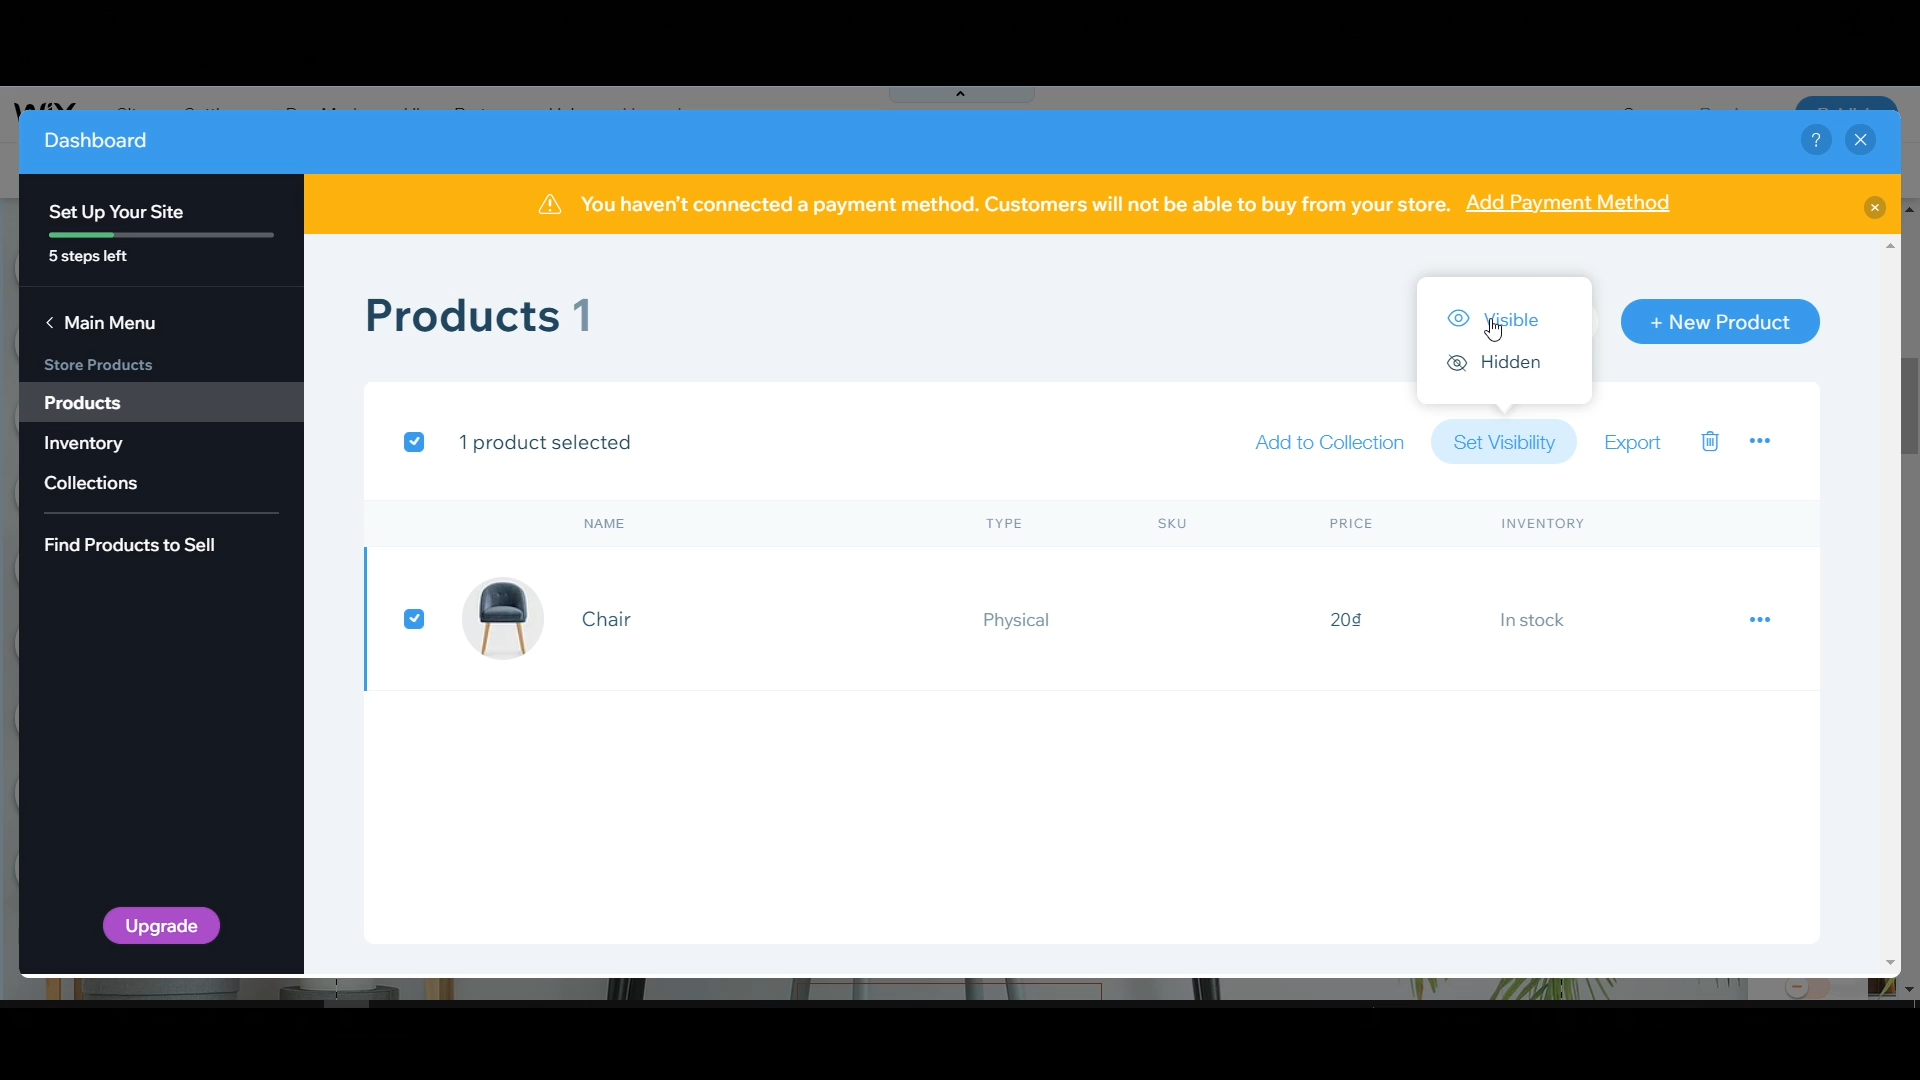 Dashboard
?
Set Up Your Site
5 steps left
You haven't connected a payment method. Customers will not be able to buy from your store. Add Payment Method
Main Menu
Store Products
Products
Inventory
Collections
Find Products to Sell
Upgrade
Products 1
Visible
Hidden
+ New Product
1 product selected
Add to Collection Set Visibility Export
NAME TYPE SKU PRICE INVENTORY
Chair Physical 20₫ In stock